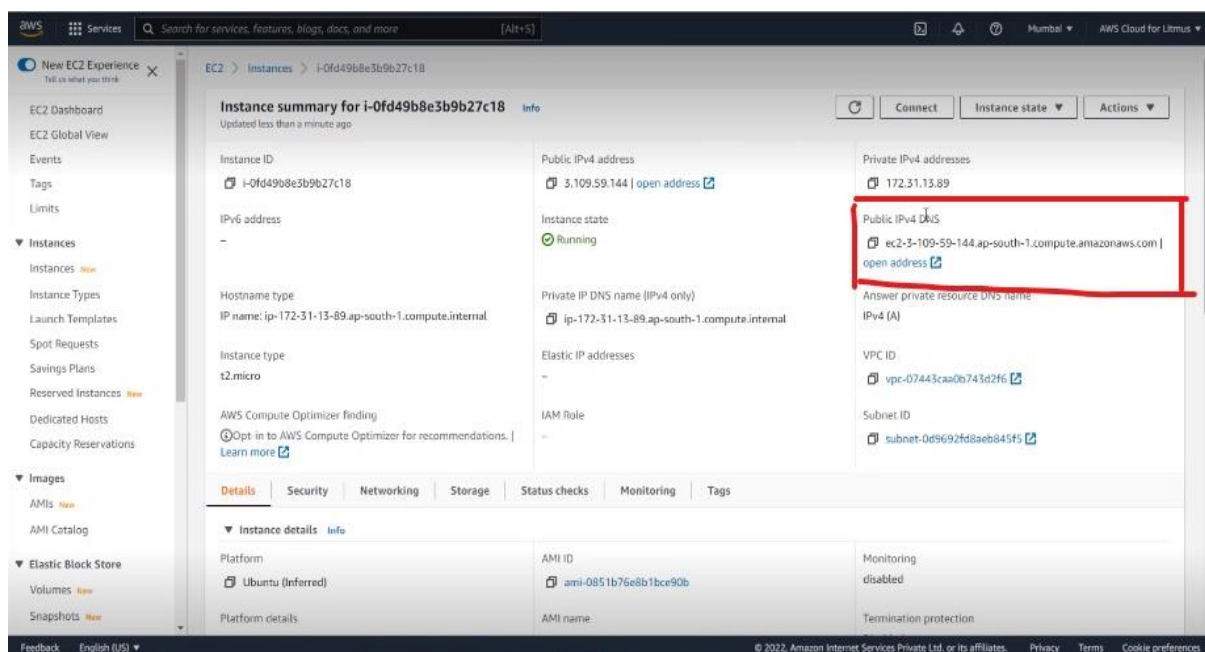 aws Services Search for services, features, blogs, docs, and more [Alt+S] Mumbai ▼ AWS Cloud for Litmus ▼
New EC2 Experience
Tell us what you think
EC2 Dashboard
EC2 Global View
Events
Tags
Limits
▼ Instances
Instances New
Instance Types
Launch Templates
Spot Requests
Savings Plans
Reserved Instances New
Dedicated Hosts
Capacity Reservations
▼ Images
AMIs New
AMI Catalog
▼ Elastic Block Store
Volumes New
Snapshots New
EC2 > Instances > i-0fd49b8e3b9b27c18
Instance summary for i-0fd49b8e3b9b27c18 Info
Updated less than a minute ago
Connect Instance state ▼ Actions ▼
Instance ID
i-0fd49b8e3b9b27c18
Public IPv4 address
3.109.59.144 | open address
Private IPv4 addresses
172.31.13.89
IPv6 address
–
Instance state
Running
Public IPv4 DNS
ec2-3-109-59-144.ap-south-1.compute.amazonaws.com |
open address
Hostname type
IP name: ip-172-31-13-89.ap-south-1.compute.internal
Private IP DNS name (IPv4 only)
ip-172-31-13-89.ap-south-1.compute.internal
Answer private resource DNS name
IPv4 (A)
Instance type
t2.micro
Elastic IP addresses
–
VPC ID
vpc-07443caa0b743d2f6
AWS Compute Optimizer finding
Opt-in to AWS Compute Optimizer for recommendations. |
Learn more
IAM Role
–
Subnet ID
subnet-0d9692fd8aeb845f5
Details Security Networking Storage Status checks Monitoring Tags
▼ Instance details Info
Platform
Ubuntu (Inferred)
AMI ID
ami-0851b76e8b1bce90b
Monitoring
disabled
Platform details
AMI name
Termination protection
Feedback English (US) ▼ © 2022, Amazon Internet Services Private Ltd. or its affiliates. Privacy Terms Cookie preferences